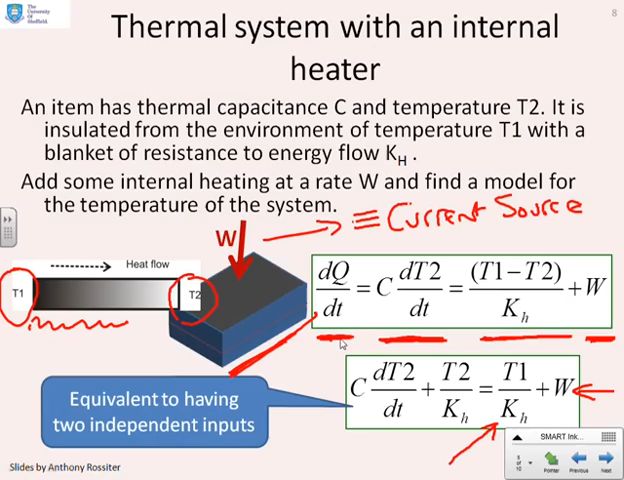 The
University
Of
Sheffield.
8
Thermal system with an internal
heater
An item has thermal capacitance C and temperature T2. It is
insulated from the environment of temperature T1 with a
blanket of resistance to energy flow K_H .
Add some internal heating at a rate W and find a model for
the temperature of the system.
≡ Current Source
W
Heat flow
T1
T2
dQ/dt = C dT2/dt = (T1−T2)/K_h + W
C dT2/dt + T2/K_h = T1/K_h + W
Equivalent to having
two independent inputs
SMART Ink...
8
of
10
Pointer
Previous
Next
Slides by Anthony Rossiter